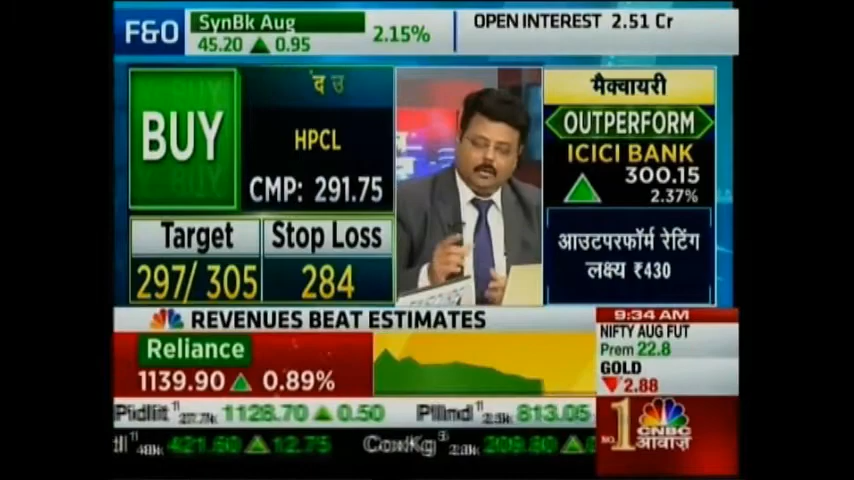 F&O
SynBk Aug
45.20 ▲ 0.95
2.15%
OPEN INTEREST 2.51 Cr
BUY
HPCL
CMP: 291.75
Target
Stop Loss
297/ 305
284
मैक्वायरी
OUTPERFORM
ICICI BANK
300.15
2.37%
आउटपरफॉर्म रेटिंग
लक्ष्य ₹430
REVENUES BEAT ESTIMATES
9:34 AM
Reliance
1139.90 ▲ 0.89%
NIFTY AUG FUT
Prem 22.8
GOLD
▼2.88
Pidlit 1128.70 ▲ 0.50
PIInd 813.05
421.60 ▲ 12.75
NO. 1
CNBC
आवाज़